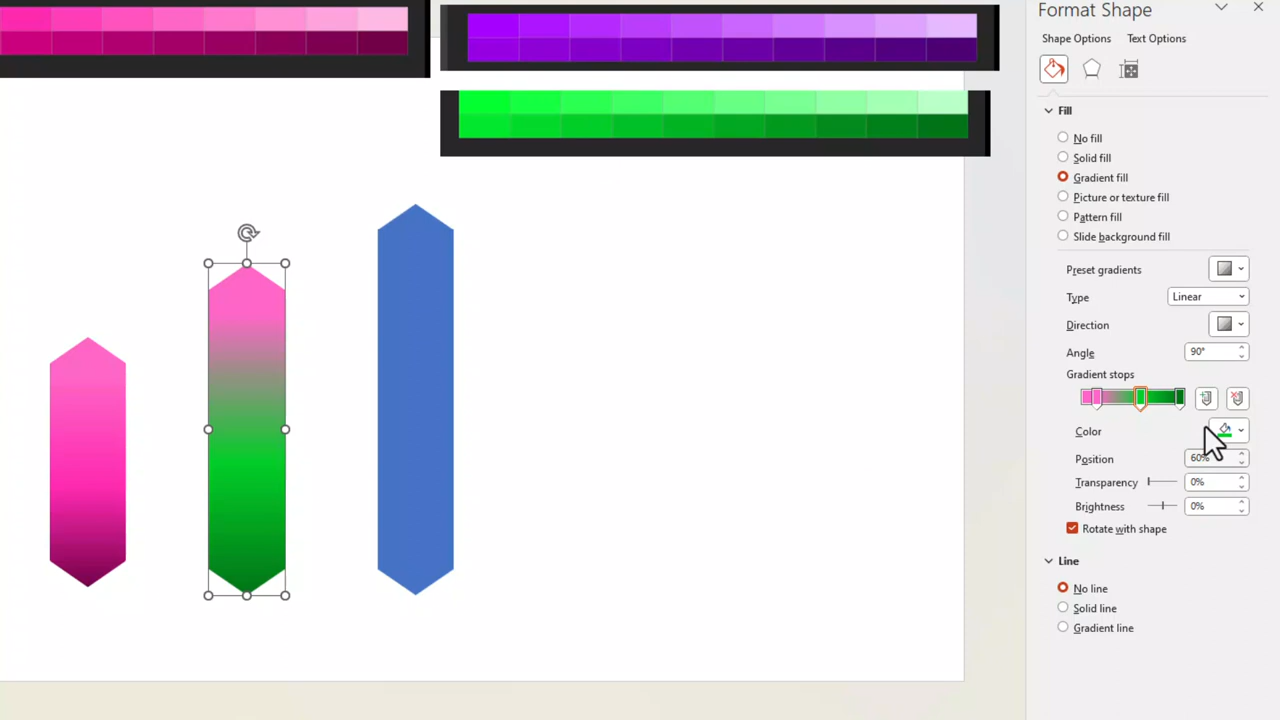 Format Shape
Shape Options Text Options
Fill
No fill
Solid fill
Gradient fill
Picture or texture fill
Pattern fill
Slide background fill
Preset gradients
Type Linear
Direction
Angle 90°
Gradient stops
Color
Position 60%
Transparency 0%
Brightness 0%
Rotate with shape
Line
No line
Solid line
Gradient line